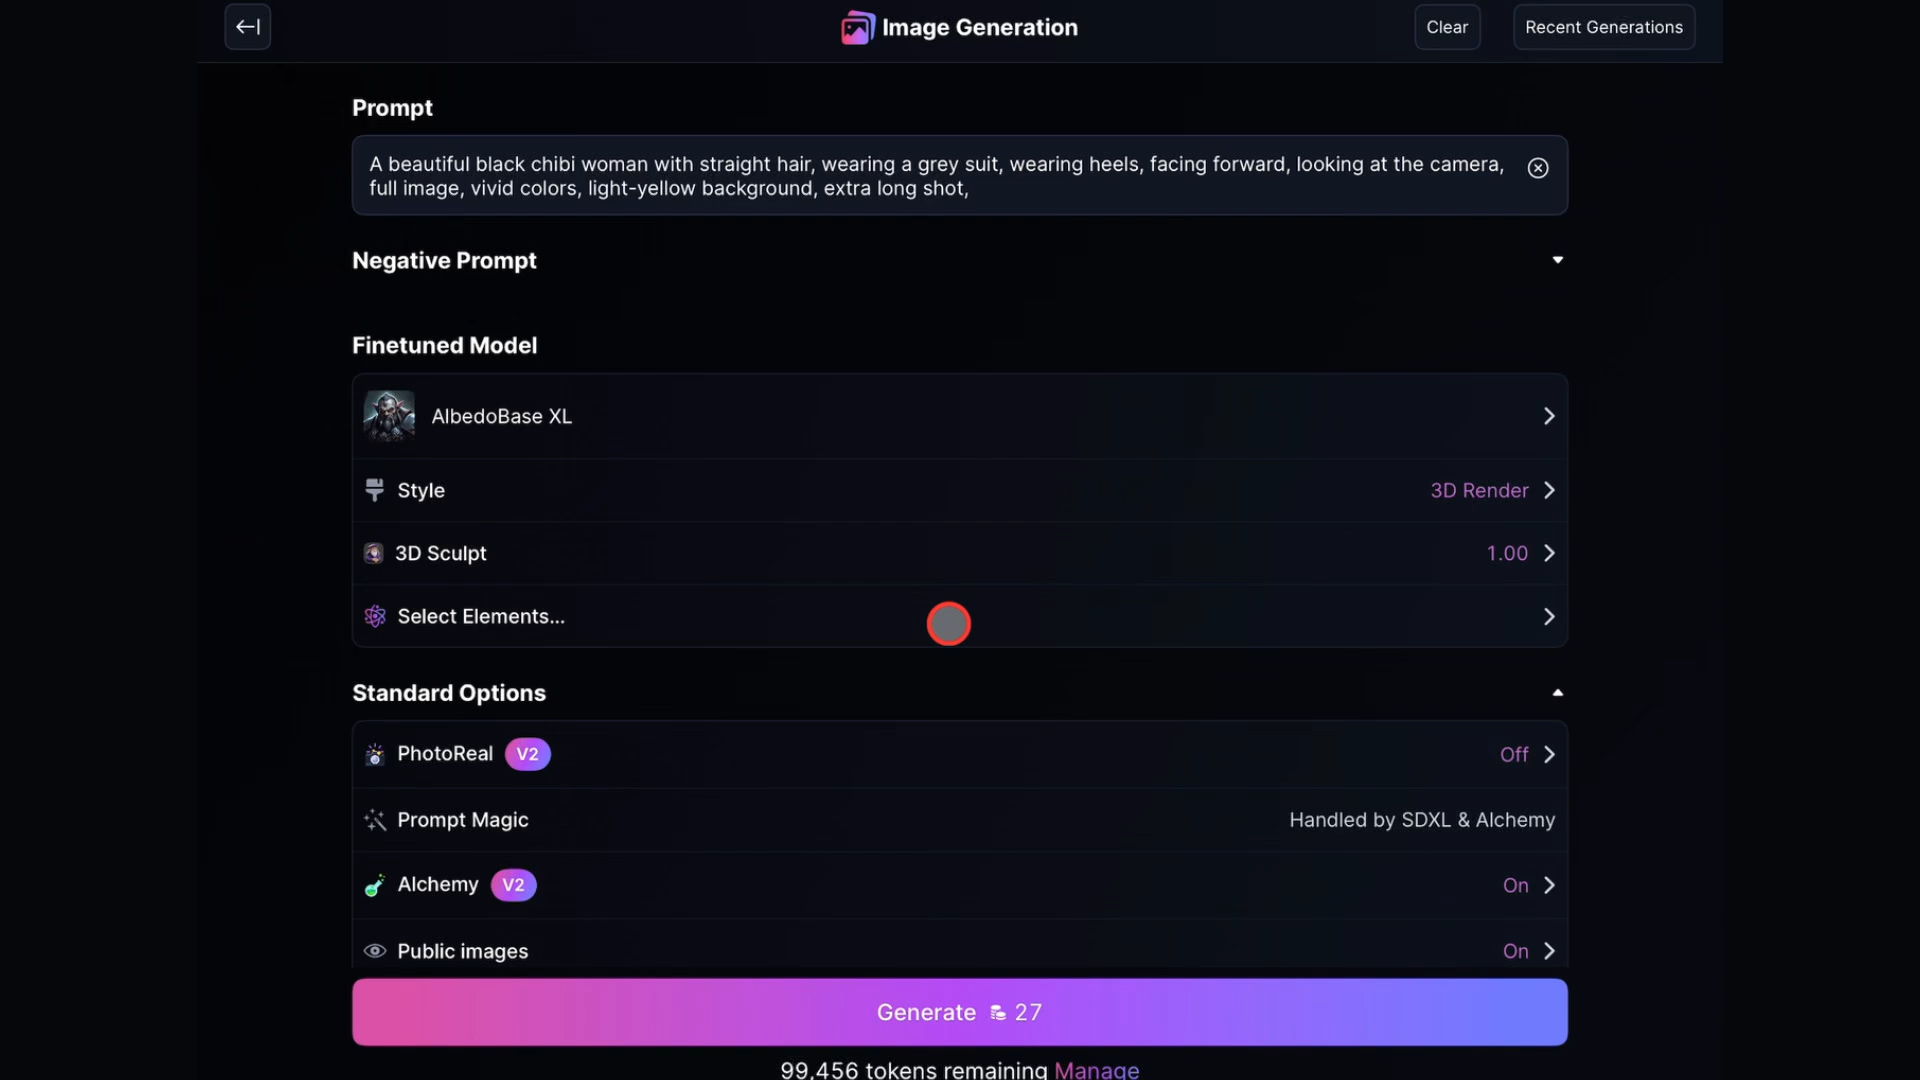 Image Generation
Clear
Recent Generations
Prompt
A beautiful black chibi woman with straight hair, wearing a grey suit, wearing heels, facing forward, looking at the camera,
full image, vivid colors, light-yellow background, extra long shot,
Negative Prompt
Finetuned Model
AlbedoBase XL
Style
3D Render
3D Sculpt
1.00
Select Elements...
Standard Options
PhotoReal V2
Off
Prompt Magic
Handled by SDXL & Alchemy
Alchemy V2
On
Public images
On
Generate 27
99,456 tokens remaining Manage